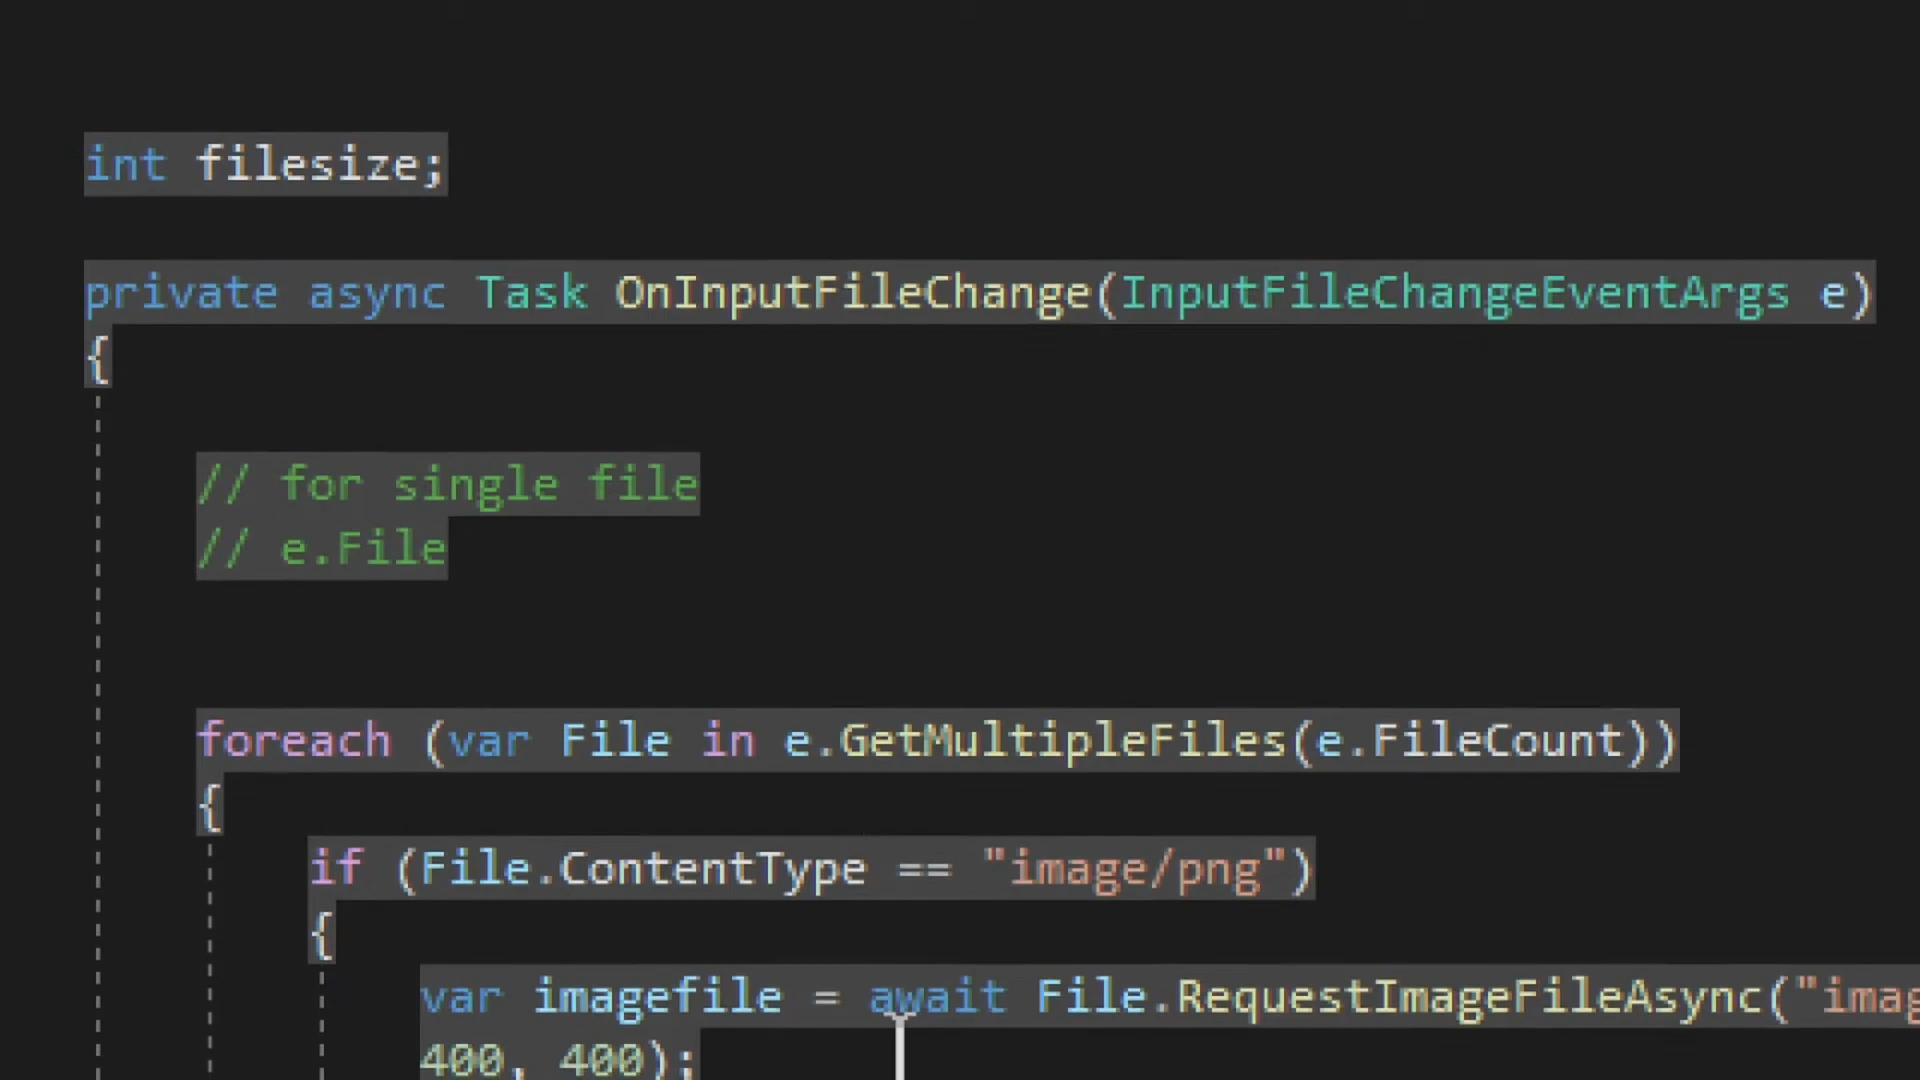 int filesize;
private async Task OnInputFileChange(InputFileChangeEventArgs e)
{
// for single file
// e.File
foreach (var File in e.GetMultipleFiles(e.FileCount))
{
if (File.ContentType == "image/png")
{
var imagefile = await File.RequestImageFileAsync("imag
400, 400);